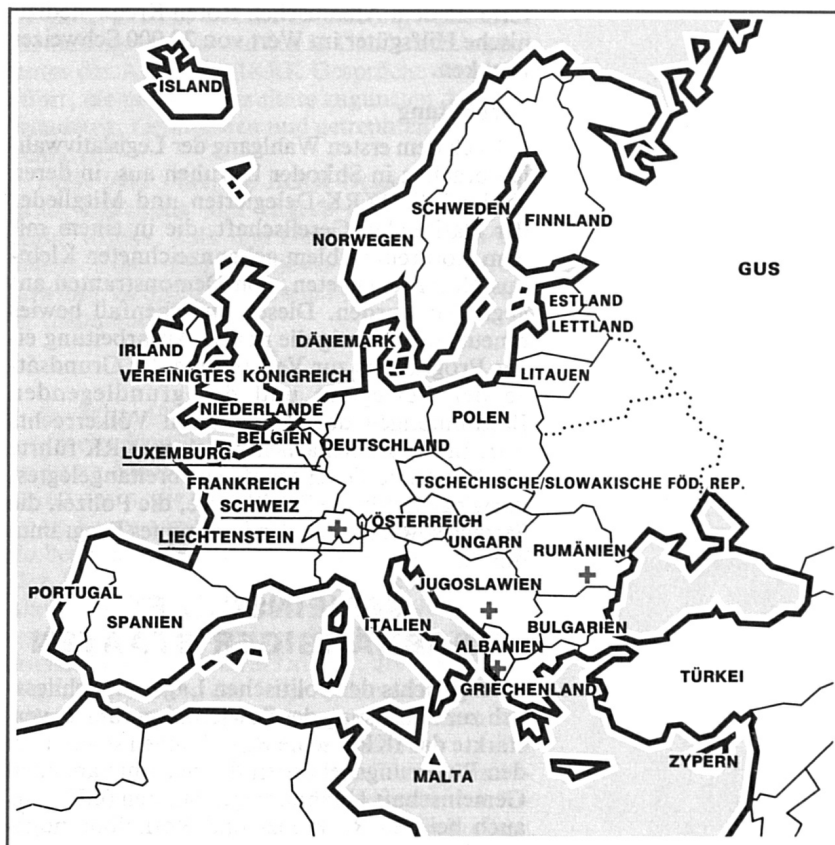 ISLAND
SCHWEDEN
FINNLAND
NORWEGEN
GUS
ESTLAND
LETTLAND
DÄNEMARK
IRLAND
LITAUEN
VEREINIGTES KÖNIGREICH
NIEDERLANDE
POLEN
BELGIEN
DEUTSCHLAND
LUXEMBURG
FRANKREICH
TSCHECHISCHE/SLOWAKISCHE FÖD. REP.
SCHWEIZ
ÖSTERREICH
LIECHTENSTEIN
UNGARN
RUMÄNIEN
JUGOSLAWIEN
PORTUGAL
SPANIEN
ITALIEN
BULGARIEN
ALBANIEN
TÜRKEI
GRIECHENLAND
ZYPERN
MALTA